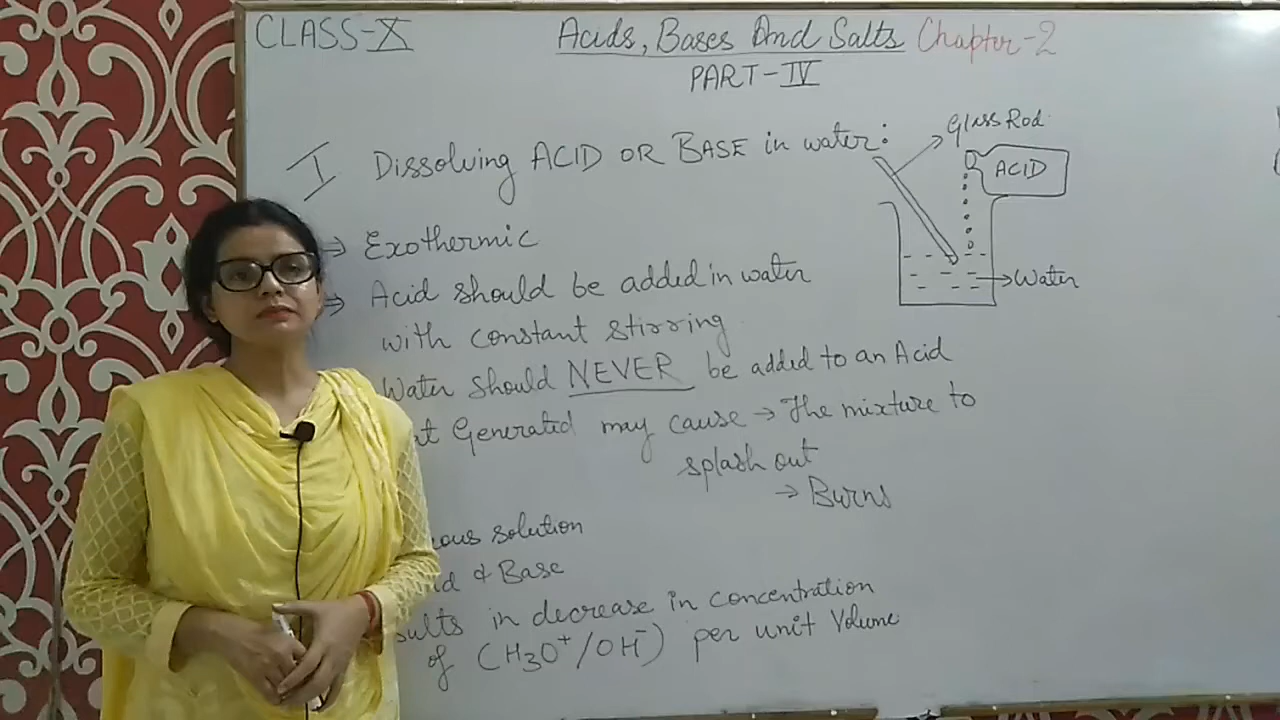 CLASS-X
Acids, Bases And Salts Chapter-2
PART-IV
I Dissolving ACID OR BASE in water:
Glass Rod
ACID
Water
→ Exothermic
→ Acid should be added in water
with constant stirring
Water should NEVER be added to an Acid
Generated may cause → The mixture to
splash out
→ Burns
solution
& Base
in decrease in concentration
of (H3O⁺/OH⁻) per unit Volume